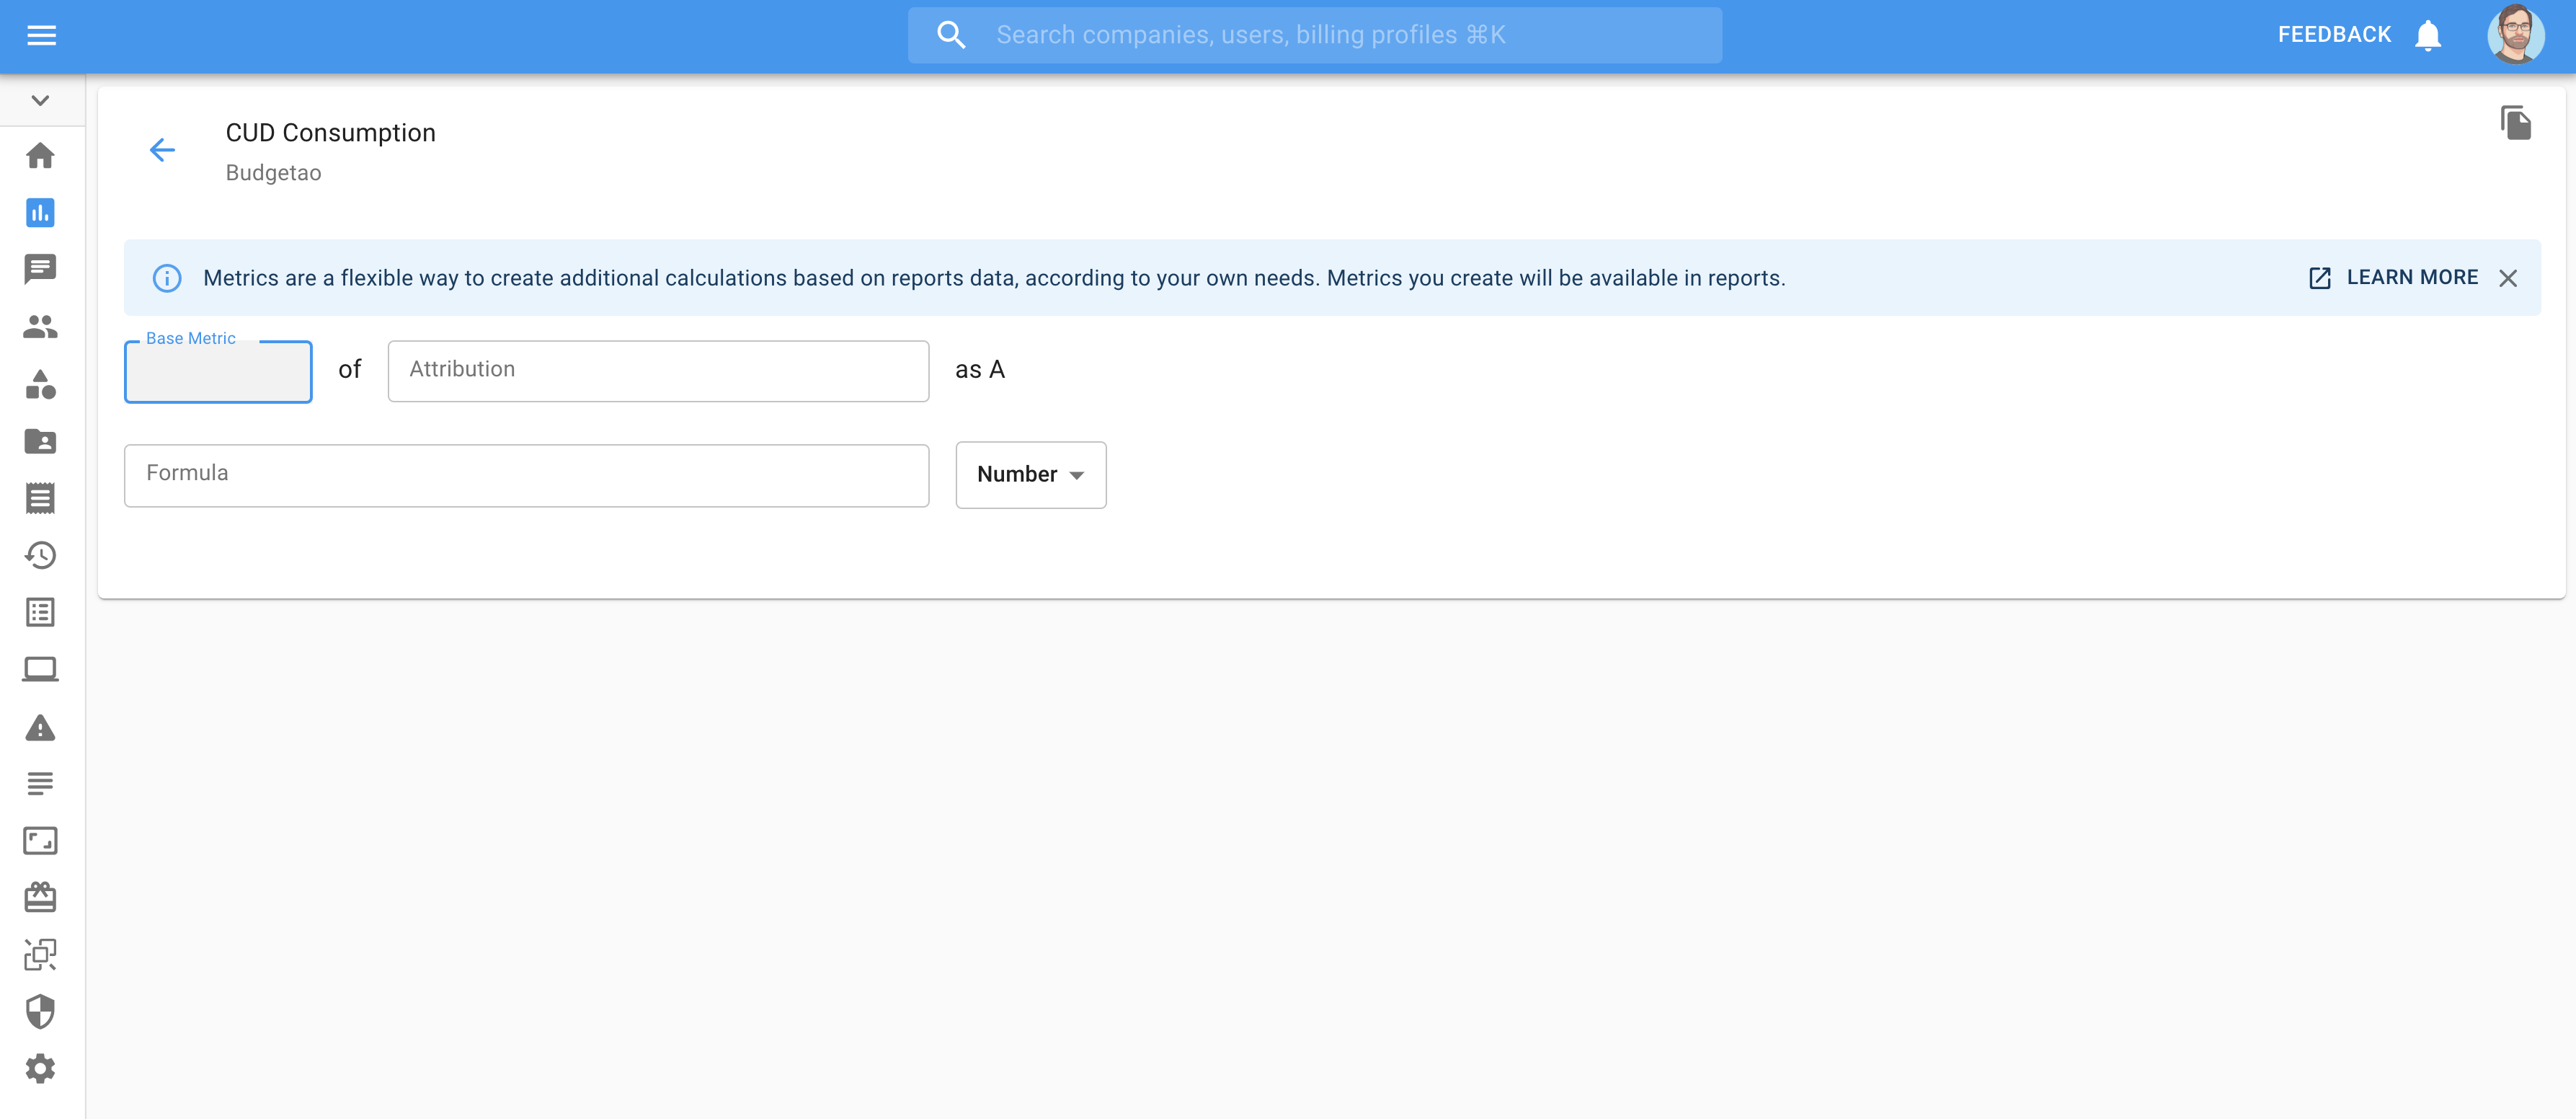 Search companies, users, billing profiles ⌘K
FEEDBACK
CUD Consumption
Budgetao
Metrics are a flexible way to create additional calculations based on reports data, according to your own needs. Metrics you create will be available in reports.
LEARN MORE
Base Metric
of
Attribution
as A
Formula
Number